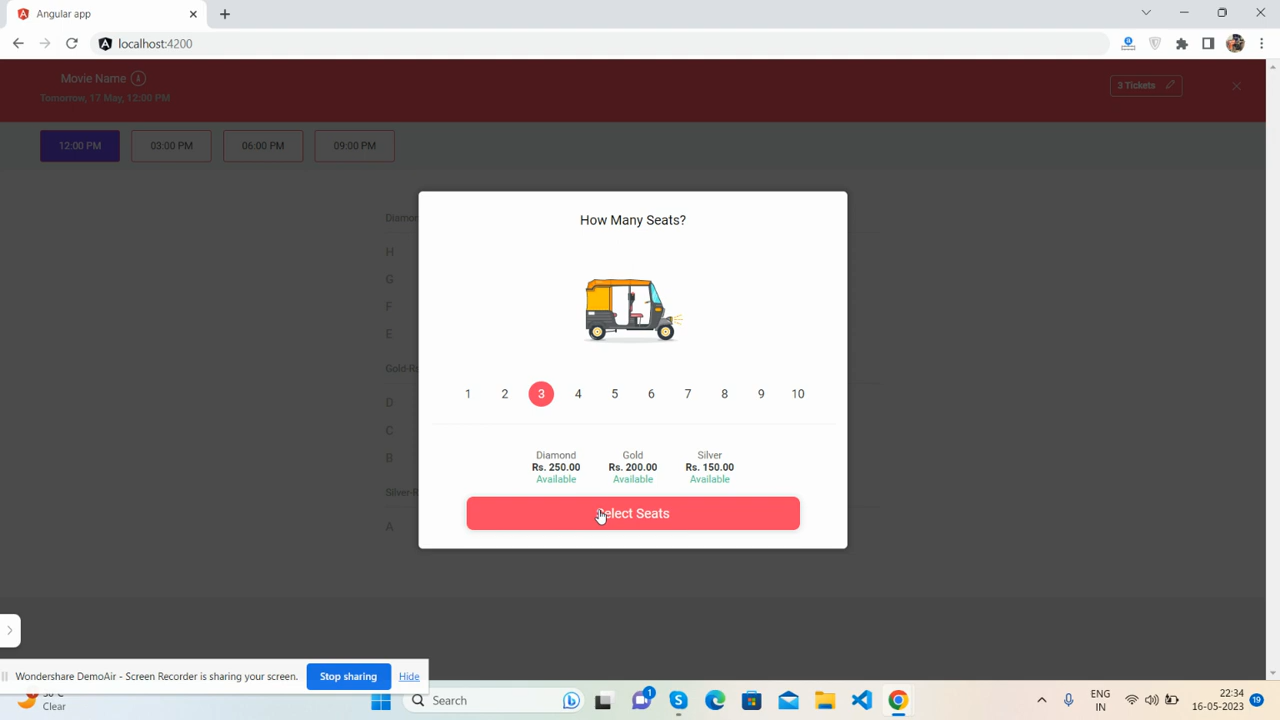 Angular app
localhost:4200
Movie Name
Tomorrow, 17 May, 12:00 PM
3 Tickets
12:00 PM 03:00 PM 06:00 PM 09:00 PM
How Many Seats?
H
G
F
E
D
C
B
A
1 2 3 4 5 6 7 8 9 10
Diamond Gold Silver
Rs. 250.00 Rs. 200.00 Rs. 150.00
Available Available Available
Select Seats
Wondershare DemoAir - Screen Recorder is sharing your screen. Stop sharing Hide
Clear
Search
1
ENG
IN
22:34
16-05-2023
19